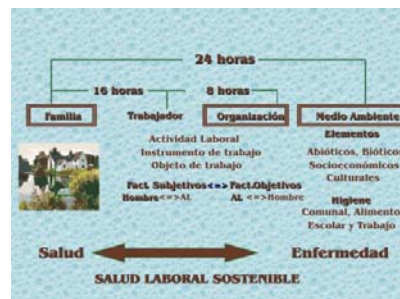 24 horas
16 horas
8 horas
Familia
Trabajador
Organización
Medio Ambiente
Actividad Laboral
Instrumento de trabajo
Objeto de trabajo
Fact. Subjetivos<=>Fact.Objetivos
Hombre<=>AL
AL <=>Hombre
Elementos
Abióticos, Bióticos
Socioeconómicos
Culturales
Higiene
Comunal, Alimentos
Escolar y Trabajo
Salud
Enfermedad
SALUD LABORAL SOSTENIBLE